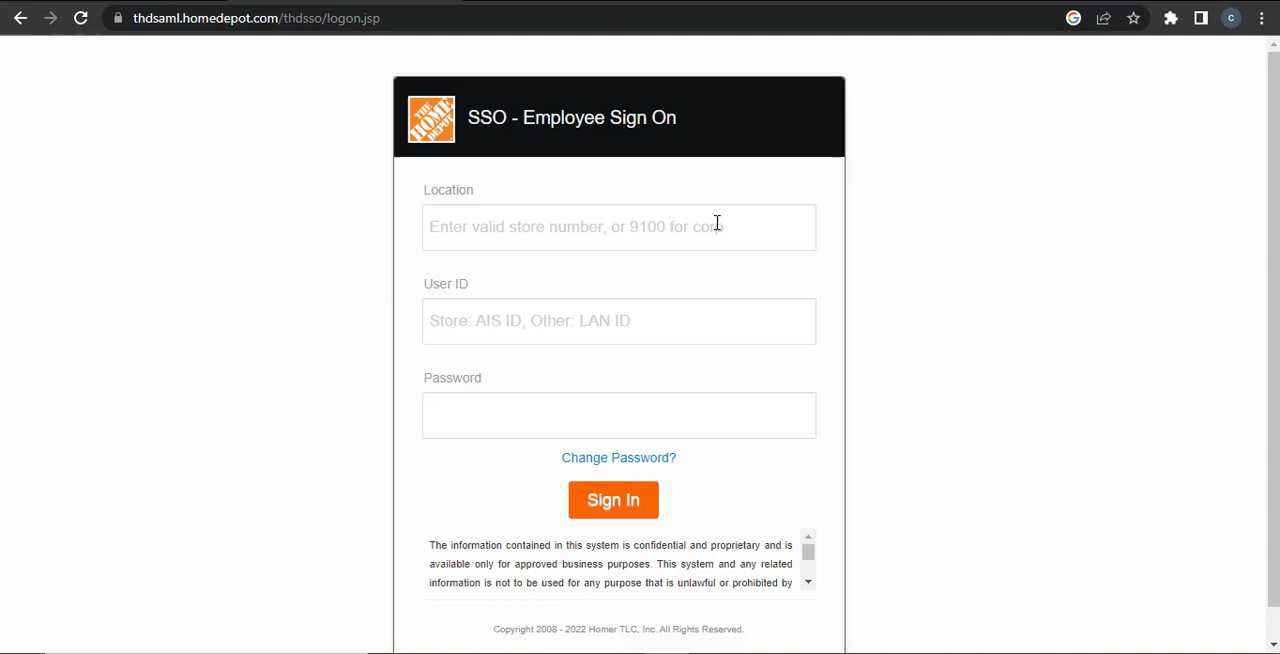 thdsaml.homedepot.com/thdsso/logon.jsp
C
THE
HOME
DEPOT
SSO - Employee Sign On
Location
Enter valid store number, or 9100 for corp
User ID
Store: AIS ID, Other: LAN ID
Password
Change Password?
Sign In
The information contained in this system is confidential and proprietary and is
available only for approved business purposes. This system and any related
information is not to be used for any purpose that is unlawful or prohibited by
Copyright 2008 - 2022 Homer TLC, Inc. All Rights Reserved.